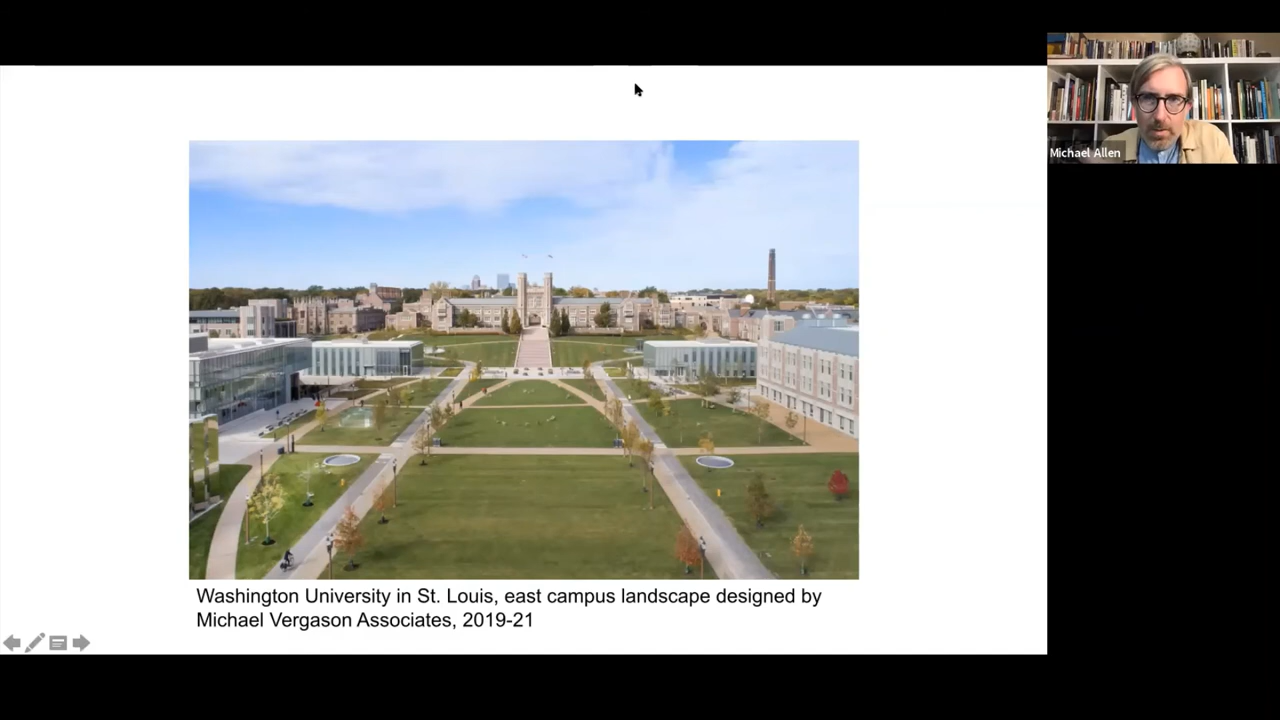 Michael Allen
Washington University in St. Louis, east campus landscape designed by
Michael Vergason Associates, 2019-21